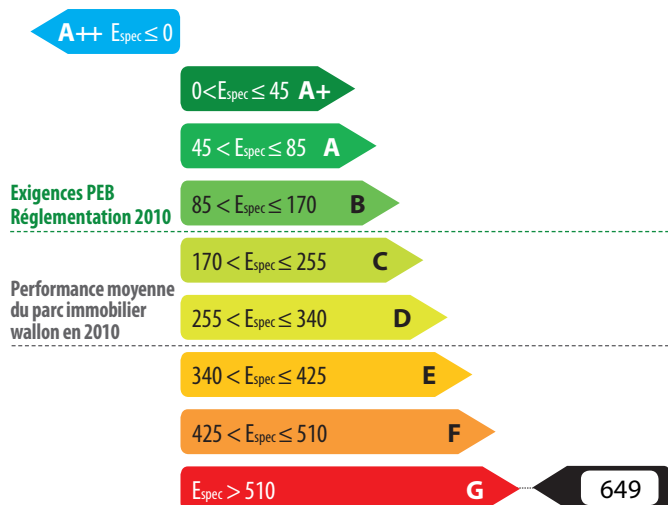 A++ Espec ≤ 0
0<Espec ≤ 45 A+
45 < Espec ≤ 85 A
Exigences PEB
Réglementation 2010
85 < Espec ≤ 170 B
170 < Espec ≤ 255 C
Performance moyenne
du parc immobilier
wallon en 2010
255 < Espec ≤ 340 D
340 < Espec ≤ 425 E
425 < Espec ≤ 510 F
Espec > 510 G 649